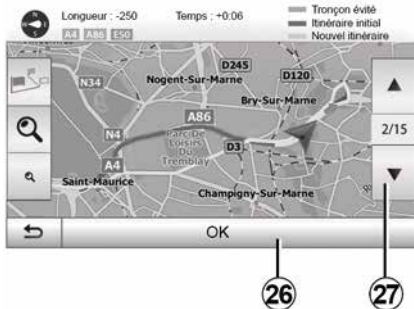 Longueur : -250 Temps : +0:06
Tronçon évité
Itinéraire initial
Nouvel itinéraire
A4 A86 E50
N34
D245
D120
Nogent-Sur-Marne
Bry-Sur-Marne
A86
2/15
N4
Parc De
Loisirs
Du
Tremblay
D3
A4
Saint-Maurice
Champigny-Sur-Marne
OK
26
27